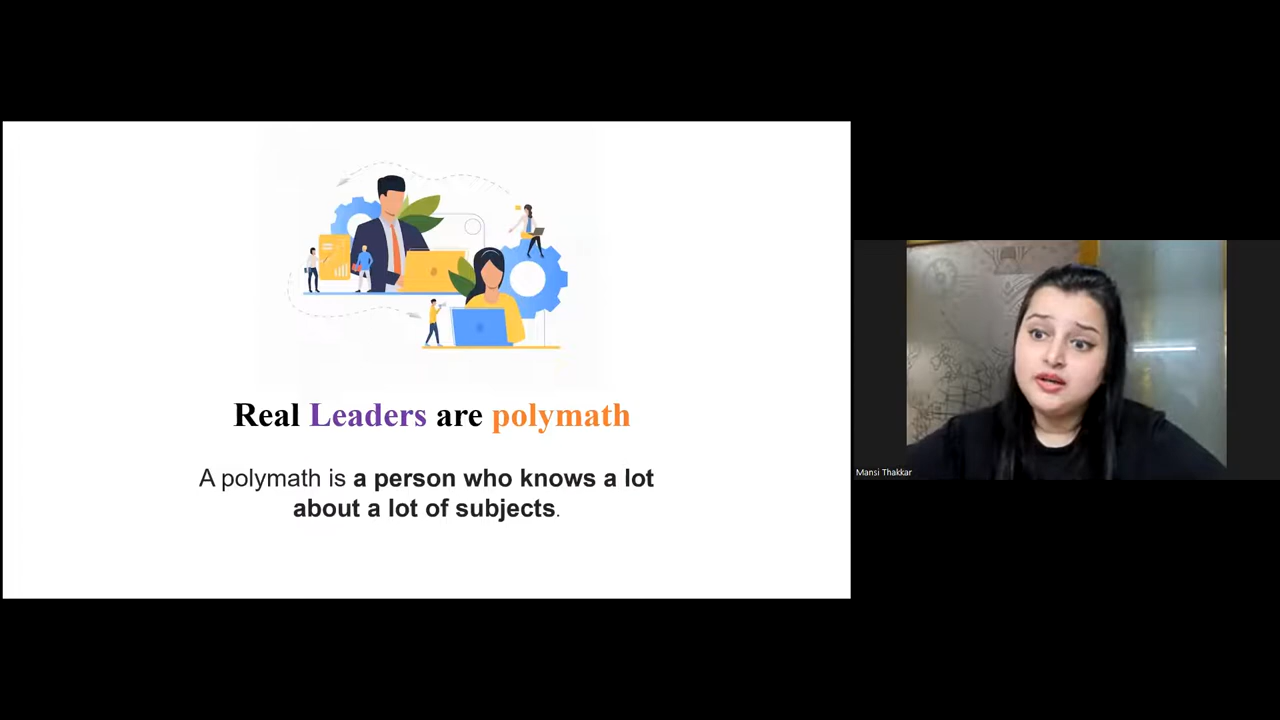 Real Leaders are polymath
A polymath is a person who knows a lot
about a lot of subjects.
Mansi Thakkar